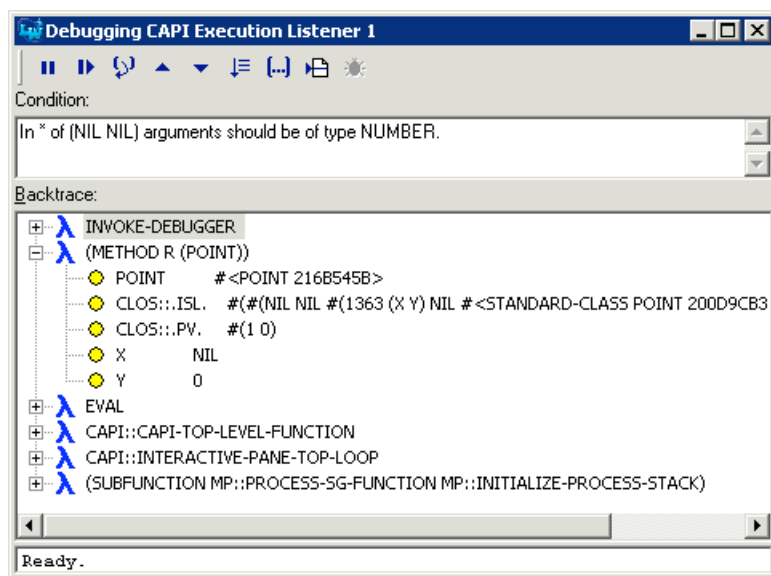 Debugging CAPI Execution Listener 1
Condition:
In * of (NIL NIL) arguments should be of type NUMBER.
Backtrace:
INVOKE-DEBUGGER
(METHOD R (POINT))
POINT #<POINT 216B545B>
CLOS::.ISL. #(#(NIL NIL #(1363 (X Y) NIL #<STANDARD-CLASS POINT 200D9CB3
CLOS::.PV. #(1 0)
X NIL
Y 0
EVAL
CAPI::CAPI-TOP-LEVEL-FUNCTION
CAPI::INTERACTIVE-PANE-TOP-LOOP
(SUBFUNCTION MP::PROCESS-SG-FUNCTION MP::INITIALIZE-PROCESS-STACK)
Ready.